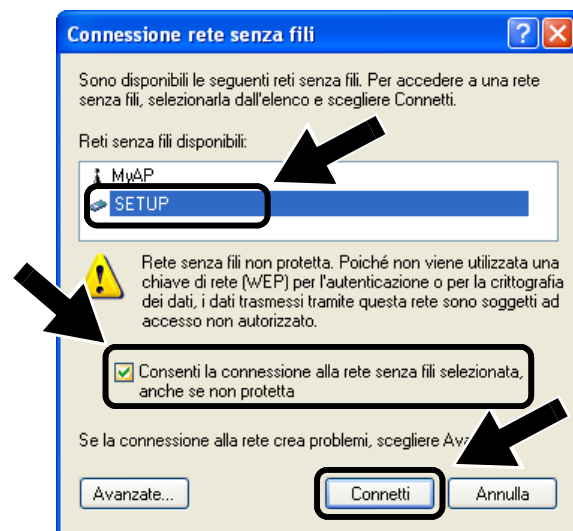 Connessione rete senza fili
Sono disponibili le seguenti reti senza fili. Per accedere a una rete
senza fili, selezionarla dall'elenco e scegliere Connetti.
Reti senza fili disponibili:
MyAP
SETUP
Rete senza fili non protetta. Poiché non viene utilizzata una
chiave di rete (WEP) per l'autenticazione o per la crittografia
dei dati, i dati trasmessi tramite questa rete sono soggetti ad
accesso non autorizzato.
Consenti la connessione alla rete senza fili selezionata,
anche se non protetta
Se la connessione alla rete crea problemi, scegliere
Avanzate...
Connetti
Annulla